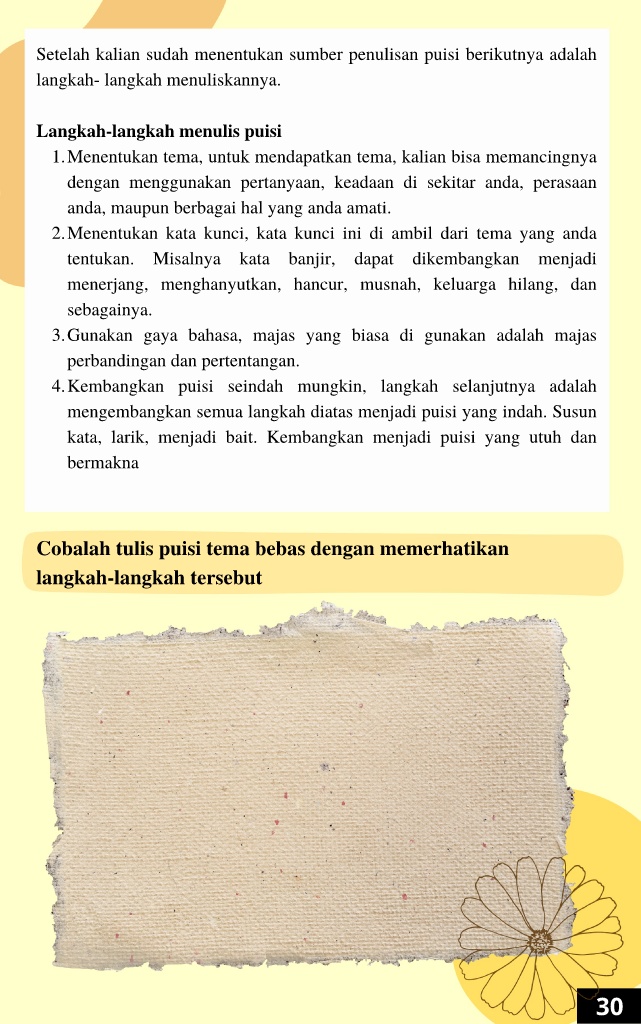 Setelah kalian sudah menentukan sumber penulisan puisi berikutnya adalah
langkah- langkah menuliskannya.
Langkah-langkah menulis puisi
1. Menentukan tema, untuk mendapatkan tema, kalian bisa memancingnya
dengan menggunakan pertanyaan, keadaan di sekitar anda, perasaan
anda, maupun berbagai hal yang anda amati.
2. Menentukan kata kunci, kata kunci ini di ambil dari tema yang anda
tentukan. Misalnya kata banjir, dapat dikembangkan menjadi
menerjang, menghanyutkan, hancur, musnah, keluarga hilang, dan
sebagainya.
3. Gunakan gaya bahasa, majas yang biasa di gunakan adalah majas
perbandingan dan pertentangan.
4. Kembangkan puisi seindah mungkin, langkah selanjutnya adalah
mengembangkan semua langkah diatas menjadi puisi yang indah. Susun
kata, larik, menjadi bait. Kembangkan menjadi puisi yang utuh dan
bermakna
Cobalah tulis puisi tema bebas dengan memerhatikan
langkah-langkah tersebut
30